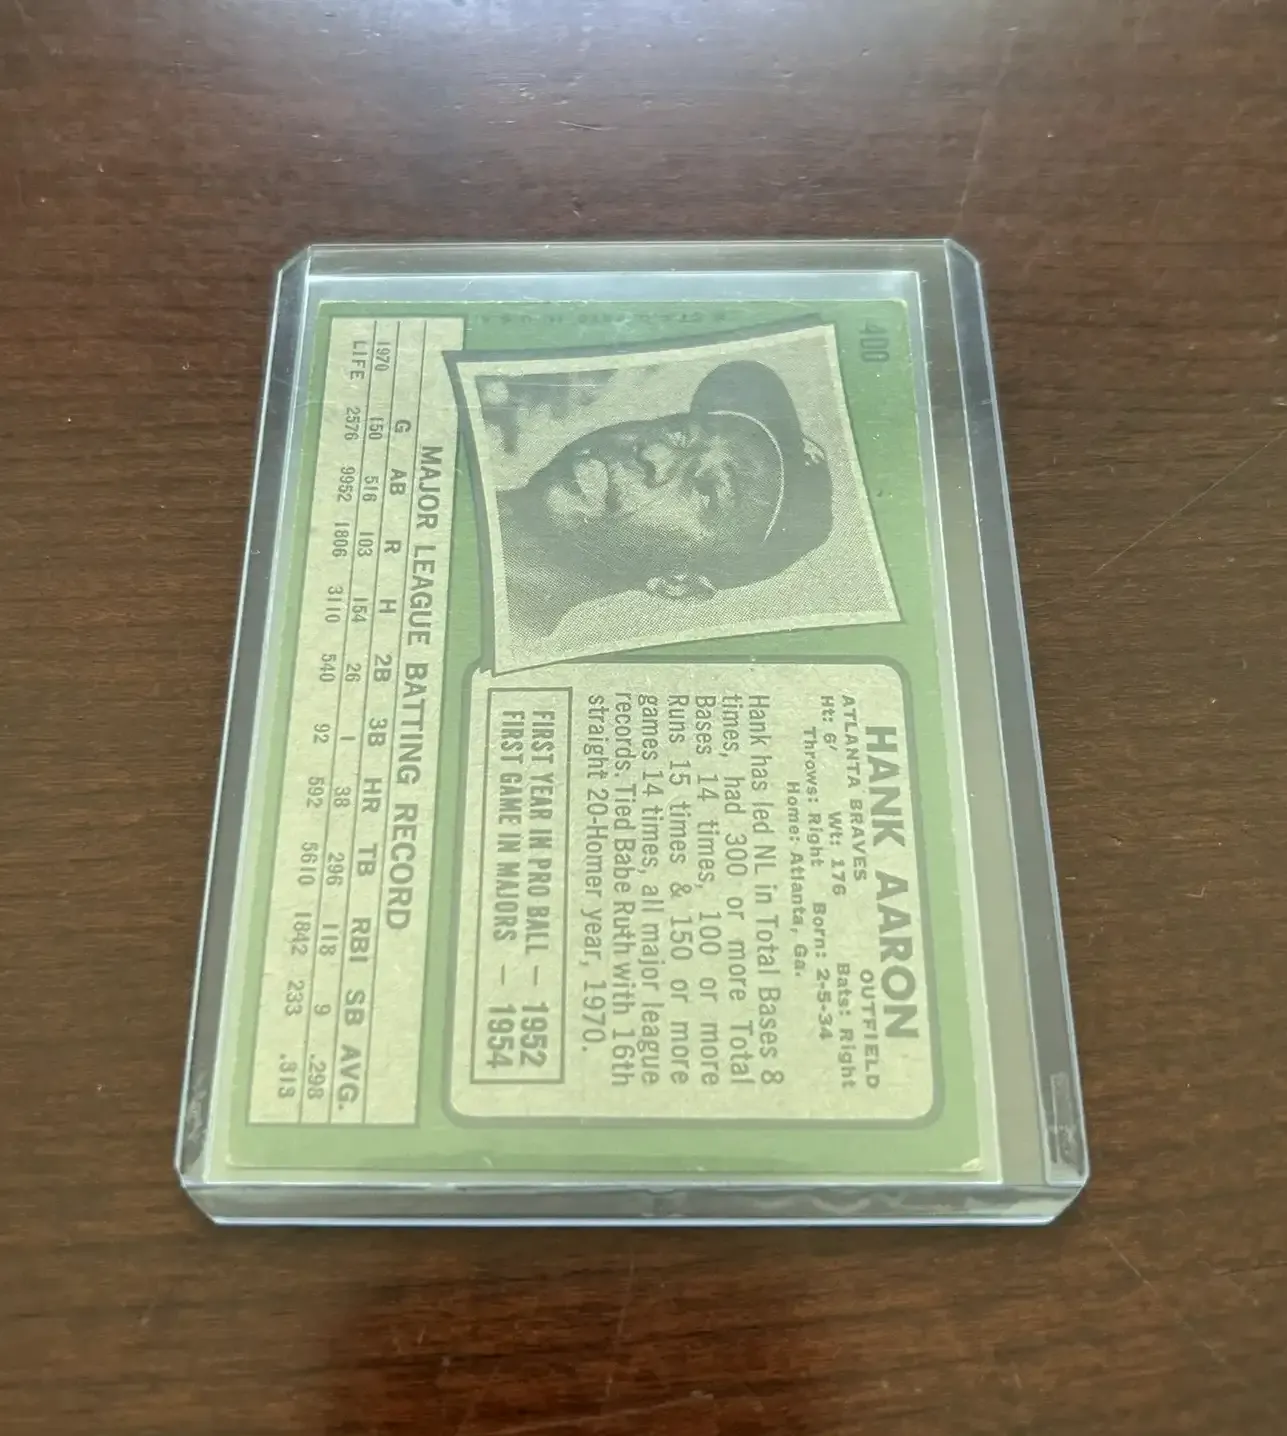 400
HANK AARON
ATLANTA BRAVES OUTFIELD
Ht: 6' Wt: 176 Bats: Right
Throws: Right Born: 2-5-34
Home: Atlanta, Ga.
Hank has led NL in Total Bases 8
times, had 300 or more Total
Bases 14 times, 100 or more
Runs 15 times & 150 or more
games 14 times, all major league
records. Tied Babe Ruth with 16th
straight 20-Homer year, 1970.
FIRST YEAR IN PRO BALL — 1952
FIRST GAME IN MAJORS — 1954
MAJOR LEAGUE BATTING RECORD
G AB R H 2B 3B HR TB RBI SB AVG.
1970 150 516 103 154 26 1 38 296 118 9 .298
LIFE 2576 9952 1806 3110 540 92 592 5610 1842 233 .313